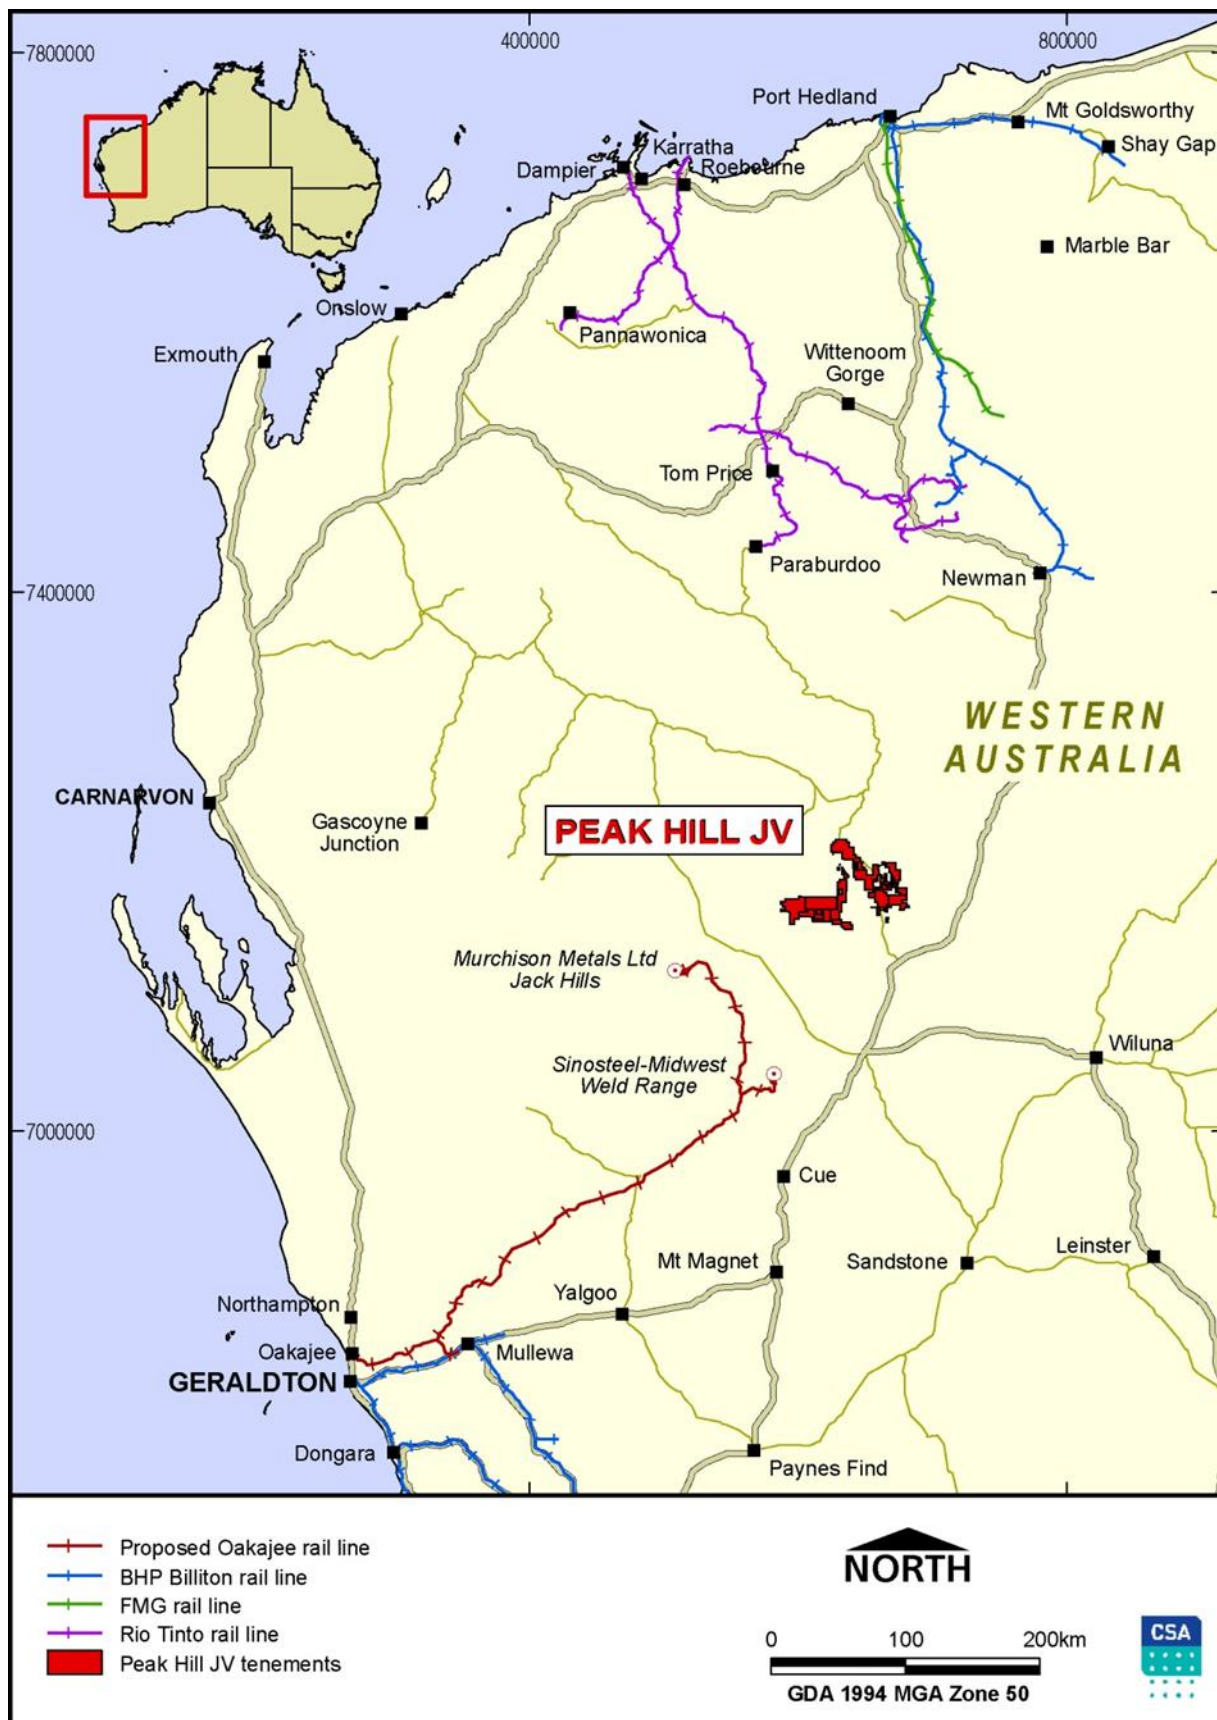 400000
800000
7800000
Port Hedland
Mt Goldsworthy
Shay Gap
Karratha
Dampier
Roebourne
Marble Bar
Onslow
Pannawonica
Exmouth
Wittenoom
Gorge
Tom Price
Paraburdoo
Newman
7400000
WESTERN
AUSTRALIA
CARNARVON
Gascoyne
Junction
PEAK HILL JV
Murchison Metals Ltd
Jack Hills
Sinosteel-Midwest
Weld Range
Wiluna
7000000
Cue
Mt Magnet
Sandstone
Leinster
Yalgoo
Northampton
Oakajee
Mullewa
GERALDTON
Dongara
Paynes Find
Proposed Oakajee rail line
BHP Billiton rail line
FMG rail line
Rio Tinto rail line
Peak Hill JV tenements
NORTH
0 100 200km
GDA 1994 MGA Zone 50
CSA